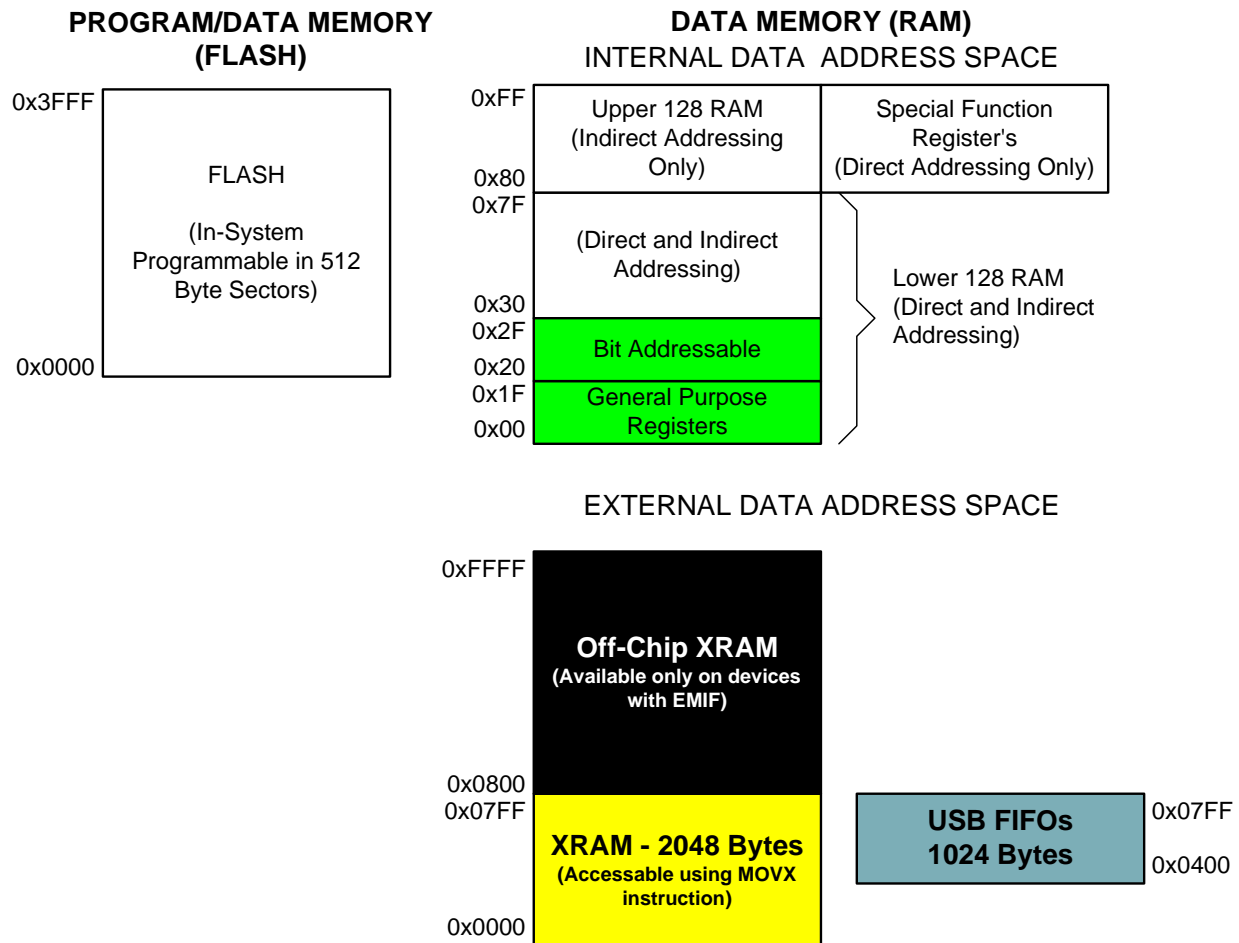 PROGRAM/DATA MEMORY
(FLASH)
0x3FFF
FLASH
(In-System
Programmable in 512
Byte Sectors)
0x0000
DATA MEMORY (RAM)
INTERNAL DATA ADDRESS SPACE
0xFF
Upper 128 RAM
(Indirect Addressing
Only)
0x80
Special Function
Register's
(Direct Addressing Only)
0x7F
(Direct and Indirect
Addressing)
0x30
Lower 128 RAM
(Direct and Indirect
Addressing)
0x2F
Bit Addressable
0x20
0x1F
General Purpose
Registers
0x00
EXTERNAL DATA ADDRESS SPACE
0xFFFF
Off-Chip XRAM
(Available only on devices
with EMIF)
0x0800
0x07FF
XRAM - 2048 Bytes
(Accessable using MOVX
instruction)
0x0000
USB FIFOs
1024 Bytes
0x07FF
0x0400